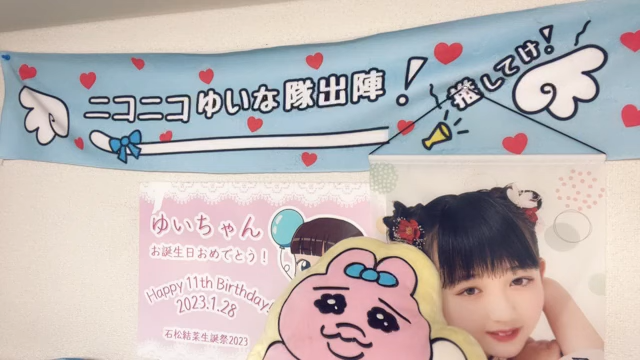 ニコニコゆいな隊出陣！
推してけ！
ゆいちゃん
お誕生日おめでとう！
Happy 11th Birthday!
2023.1.28
石松結菜生誕祭2023